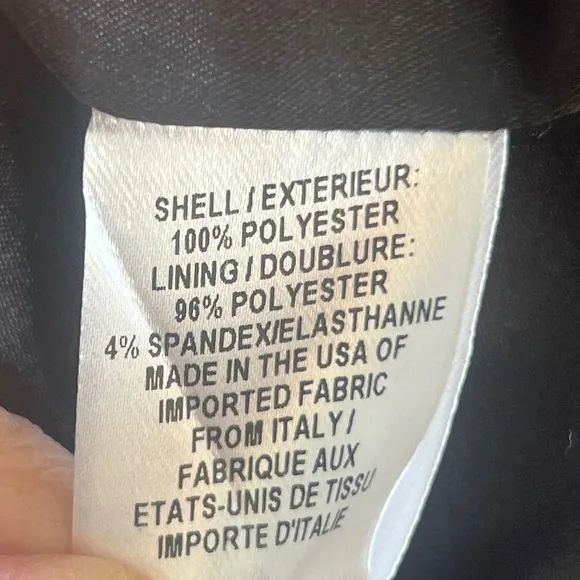 SHELL / EXTERIEUR:
100% POLYESTER
LINING / DOUBLURE:
96% POLYESTER
4% SPANDEX/ELASTHANNE
MADE IN THE USA OF
IMPORTED FABRIC
FROM ITALY /
FABRIQUE AUX
ETATS-UNIS DE TISSU
IMPORTE D'ITALIE